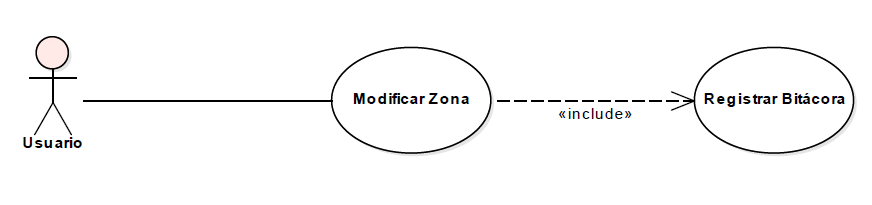 Modificar Zona
Registrar Bitácora
«include»
Usuario